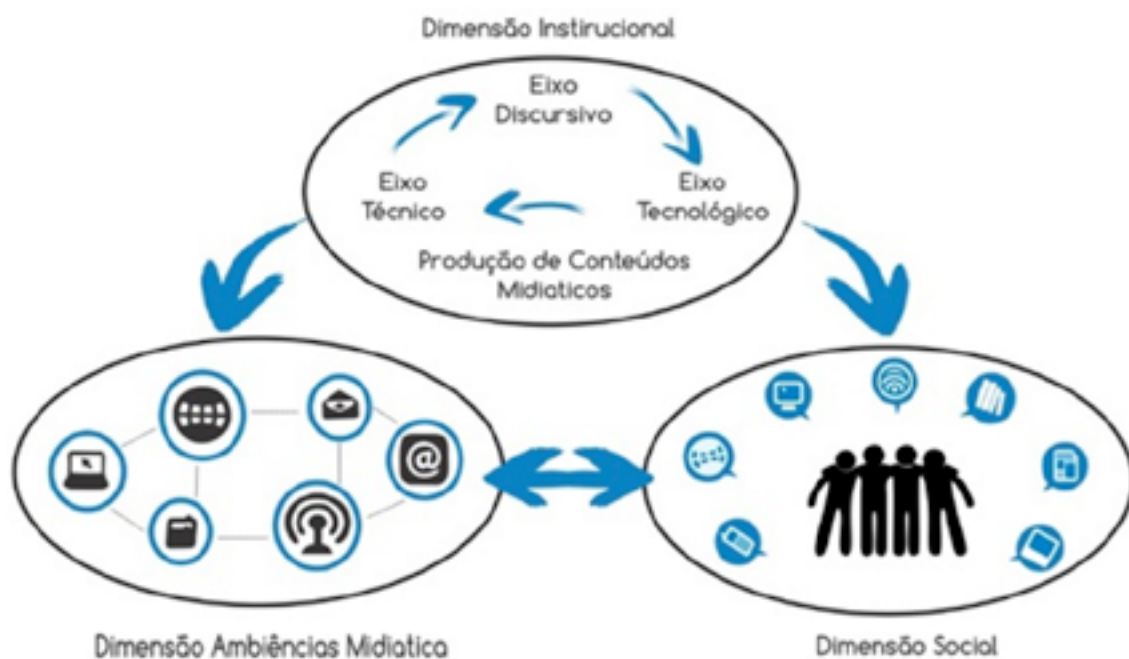 Dimensão Instirucional
Eixo
Discursivo
Eixo
Técnico
Eixo
Tecnológico
Produção de Conteúdos
Midiaticos
@
Dimensão Ambiências Midiatica
Dimensão Social